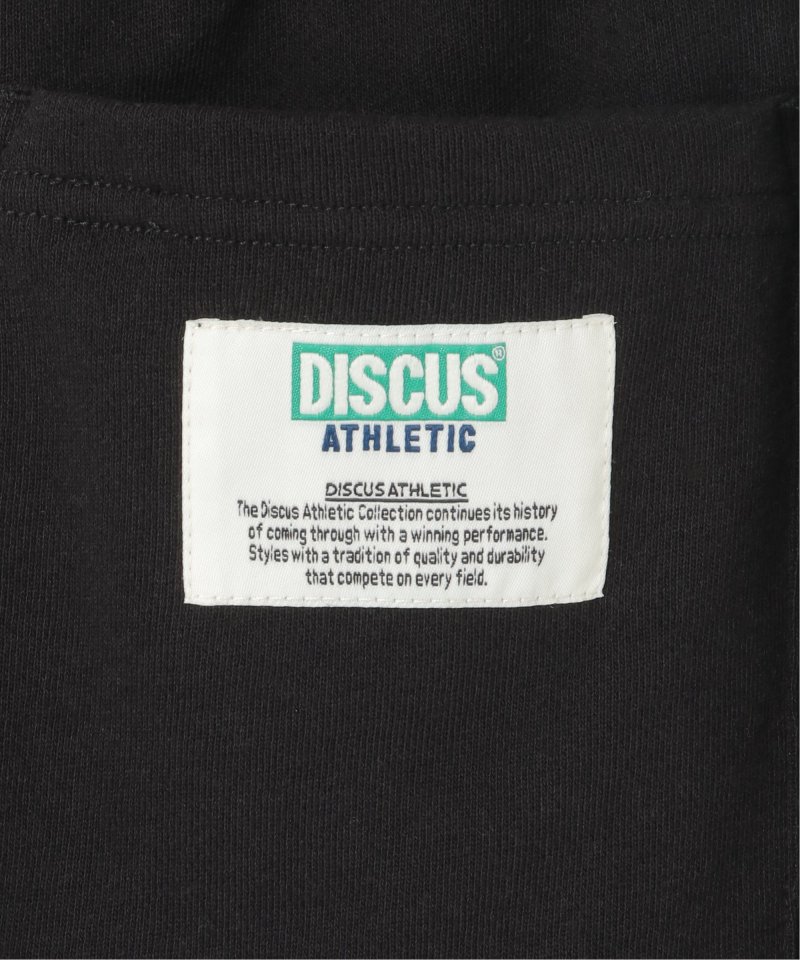 DISCUS®
ATHLETIC
DISCUS ATHLETIC
The Discus Athletic Collection continues its history
of coming through with a winning performance.
Styles with a tradition of quality and durability
that compete on every field.